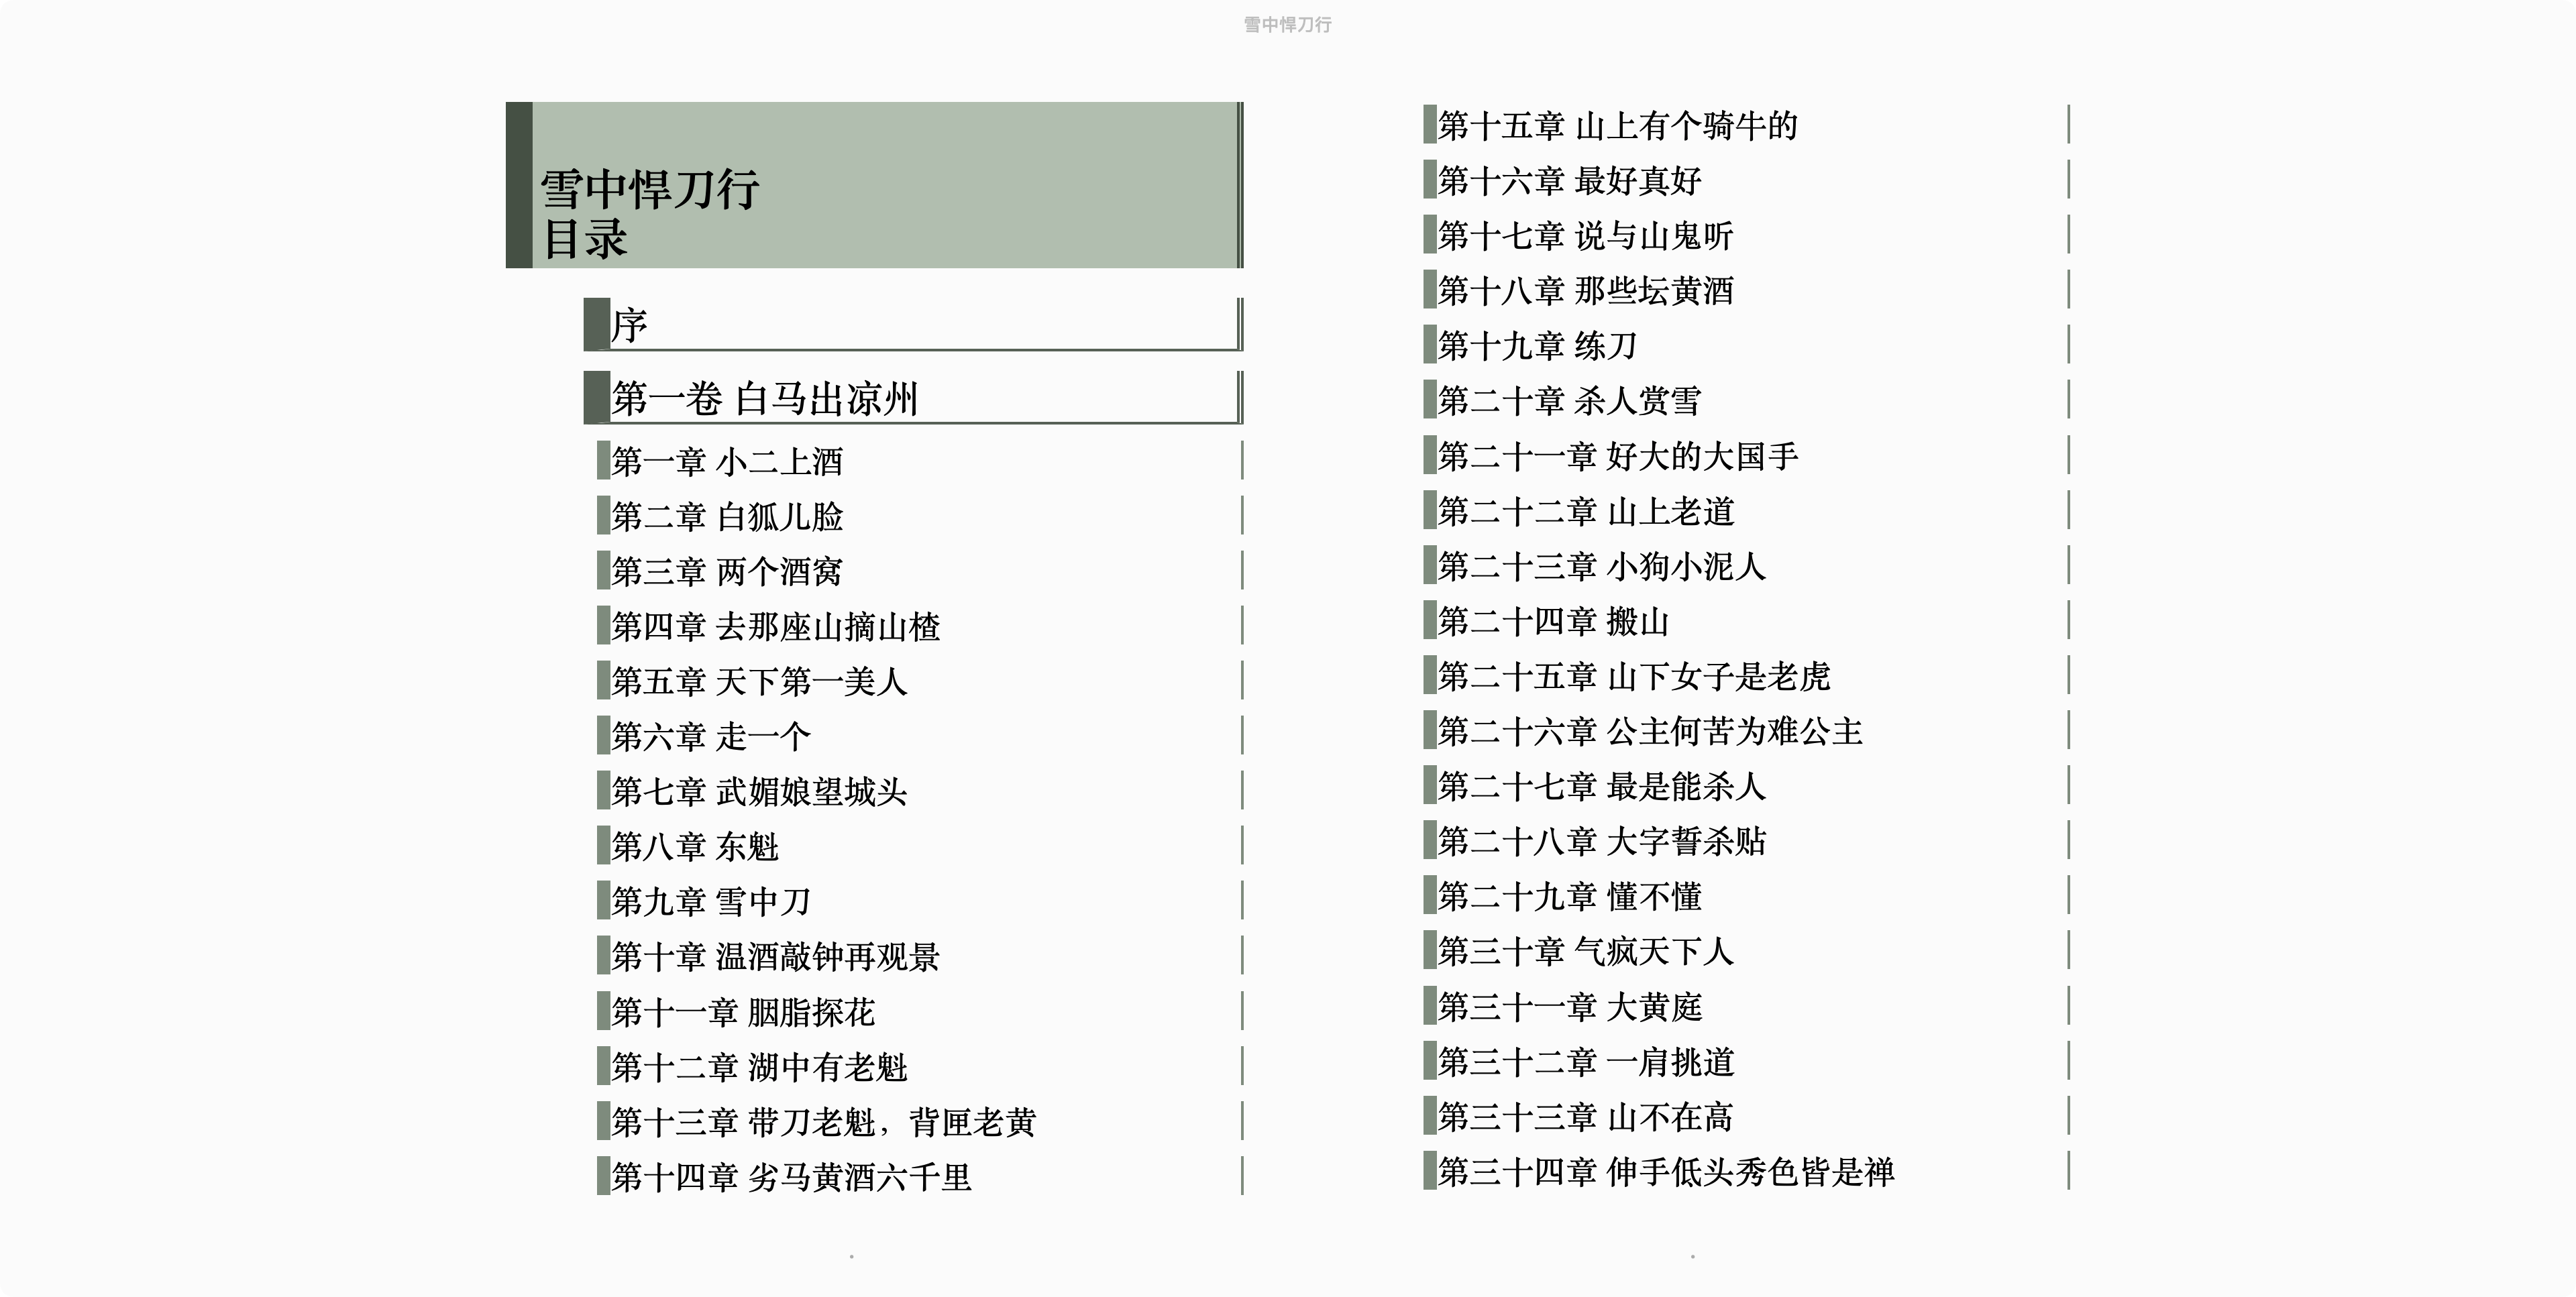 雪中悍刀行
雪中悍刀行
目录
序
第一卷 白马出凉州
第一章 小二上酒
第二章 白狐儿脸
第三章 两个酒窝
第四章 去那座山摘山楂
第五章 天下第一美人
第六章 走一个
第七章 武媚娘望城头
第八章 东魁
第九章 雪中刀
第十章 温酒敲钟再观景
第十一章 胭脂探花
第十二章 湖中有老魁
第十三章 带刀老魁，背匣老黄
第十四章 劣马黄酒六千里
第十五章 山上有个骑牛的
第十六章 最好真好
第十七章 说与山鬼听
第十八章 那些坛黄酒
第十九章 练刀
第二十章 杀人赏雪
第二十一章 好大的大国手
第二十二章 山上老道
第二十三章 小狗小泥人
第二十四章 搬山
第二十五章 山下女子是老虎
第二十六章 公主何苦为难公主
第二十七章 最是能杀人
第二十八章 大字誓杀贴
第二十九章 懂不懂
第三十章 气疯天下人
第三十一章 大黄庭
第三十二章 一肩挑道
第三十三章 山不在高
第三十四章 伸手低头秀色皆是禅